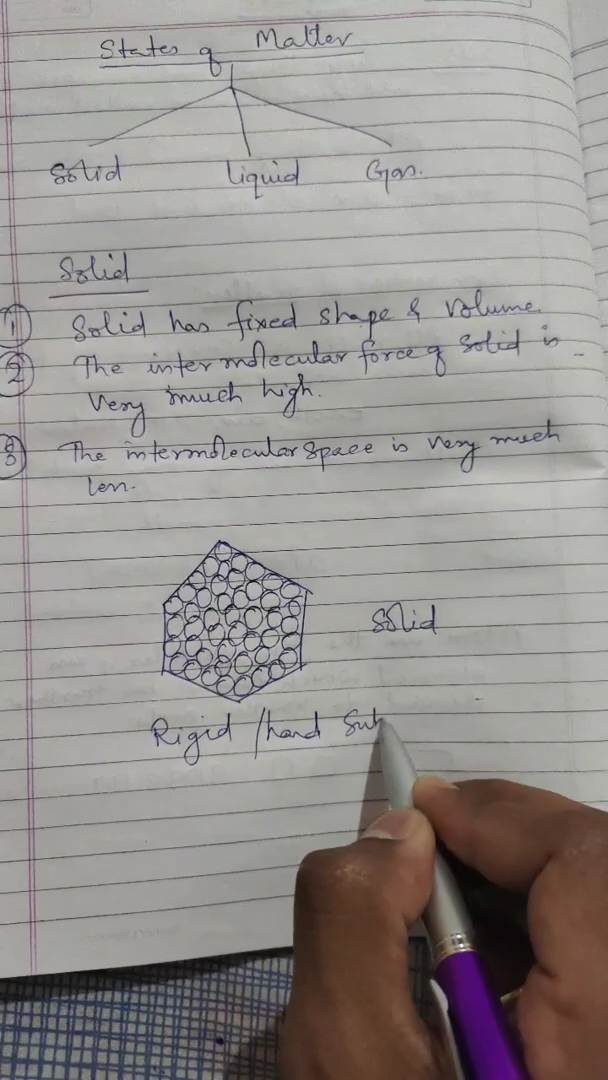 States of Matter
Solid Liquid Gas.
Solid
① Solid has fixed shape & volume.
② The intermolecular force of solid is
very much high.
③ The intermolecular space is very much
less.
Solid
Rigid / hard Sub